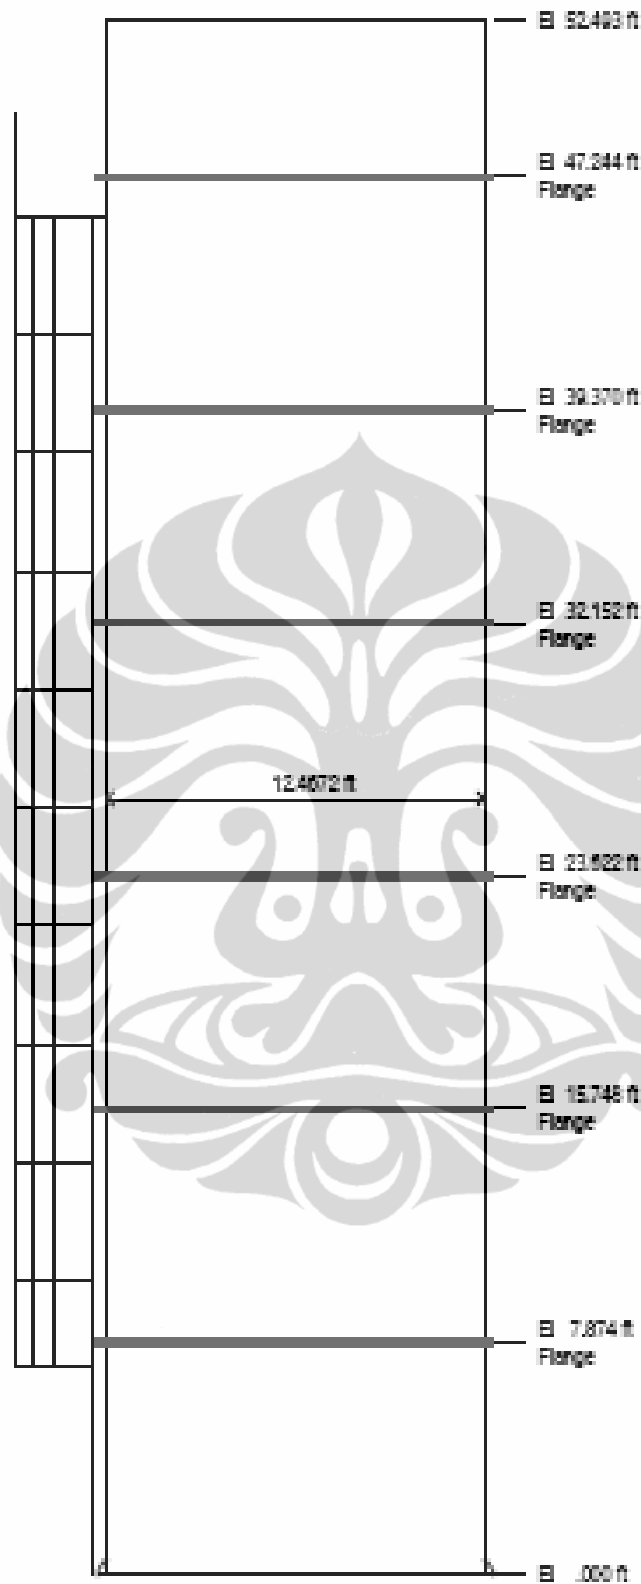 El 52.493 ft
El 47.244 ft
Flange
El 39.370 ft
Flange
El 32.152 ft
Flange
12.4672 ft
El 23.622 ft
Flange
El 15.748 ft
Flange
El 7.874 ft
Flange
El .000 ft